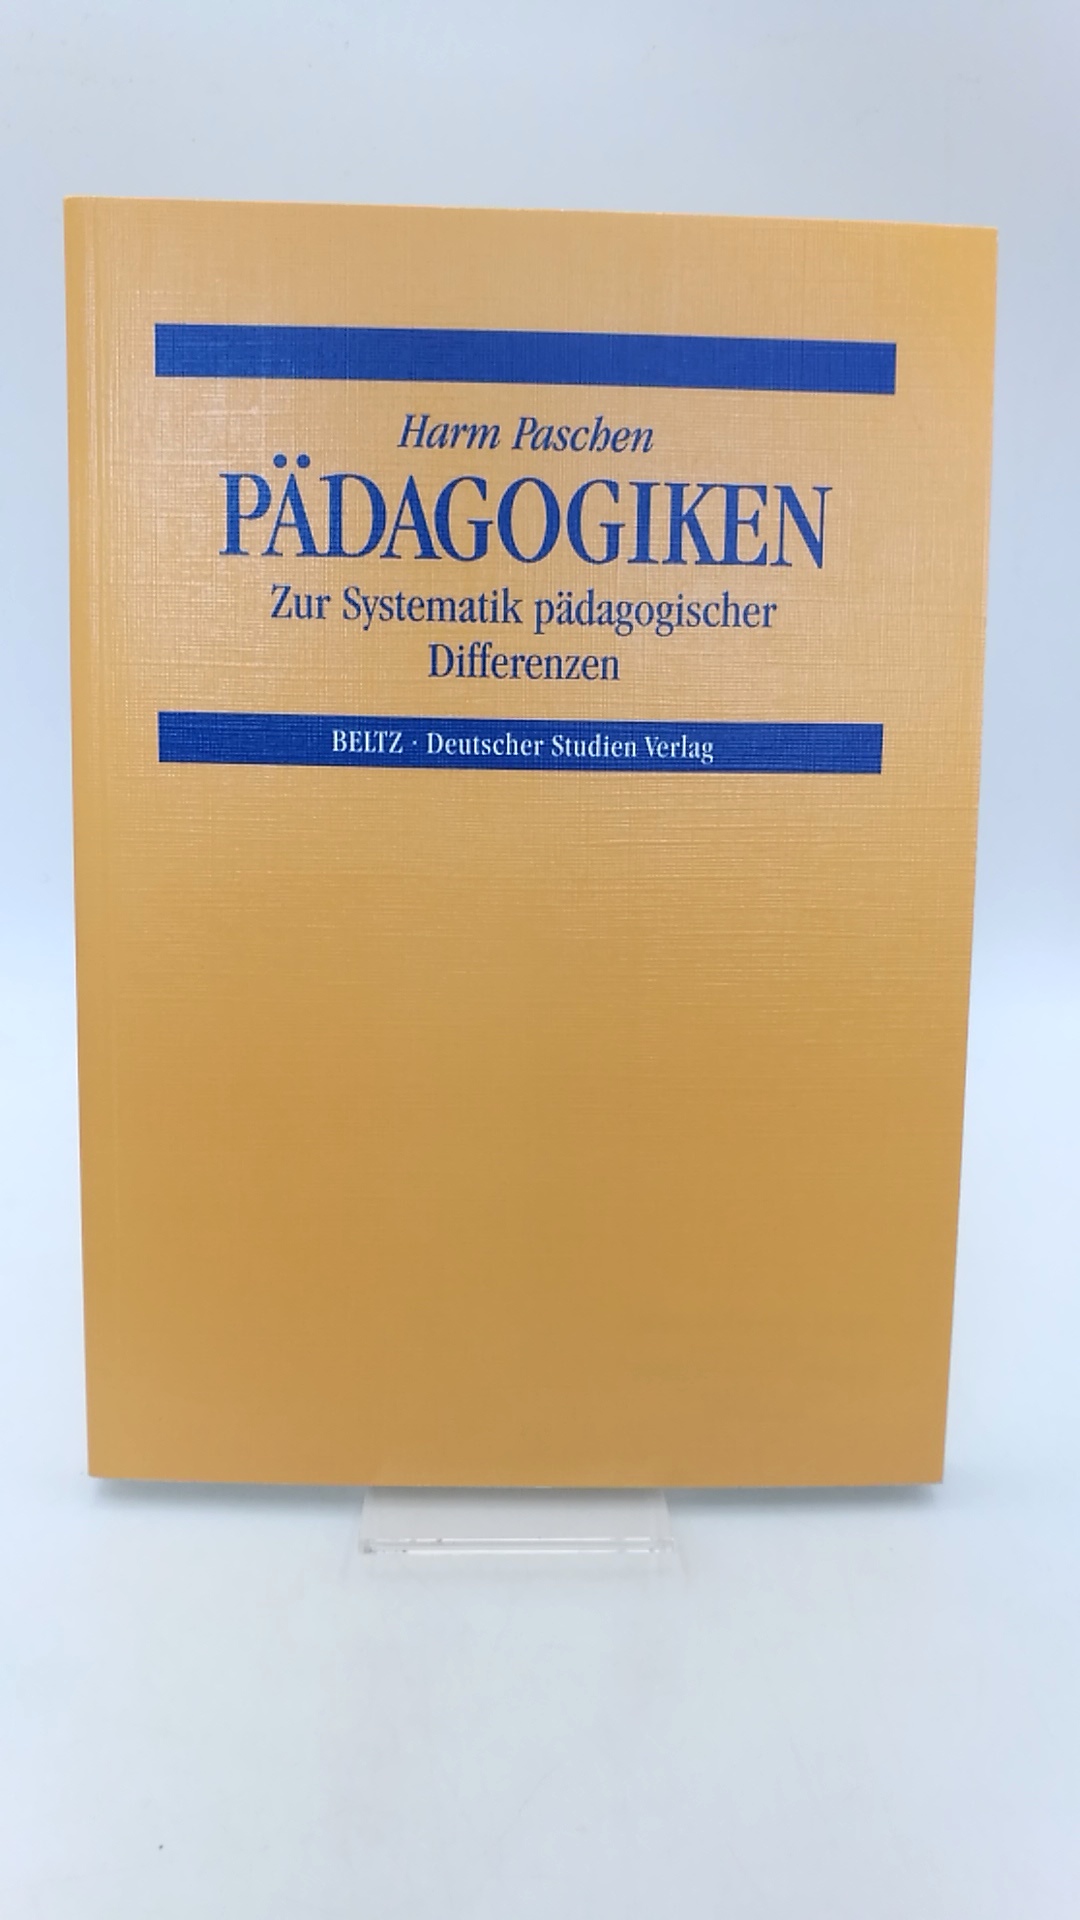 Harm Paschen
PÄDAGOGIKEN
Zur Systematik pädagogischer
Differenzen
BELTZ · Deutscher Studien Verlag